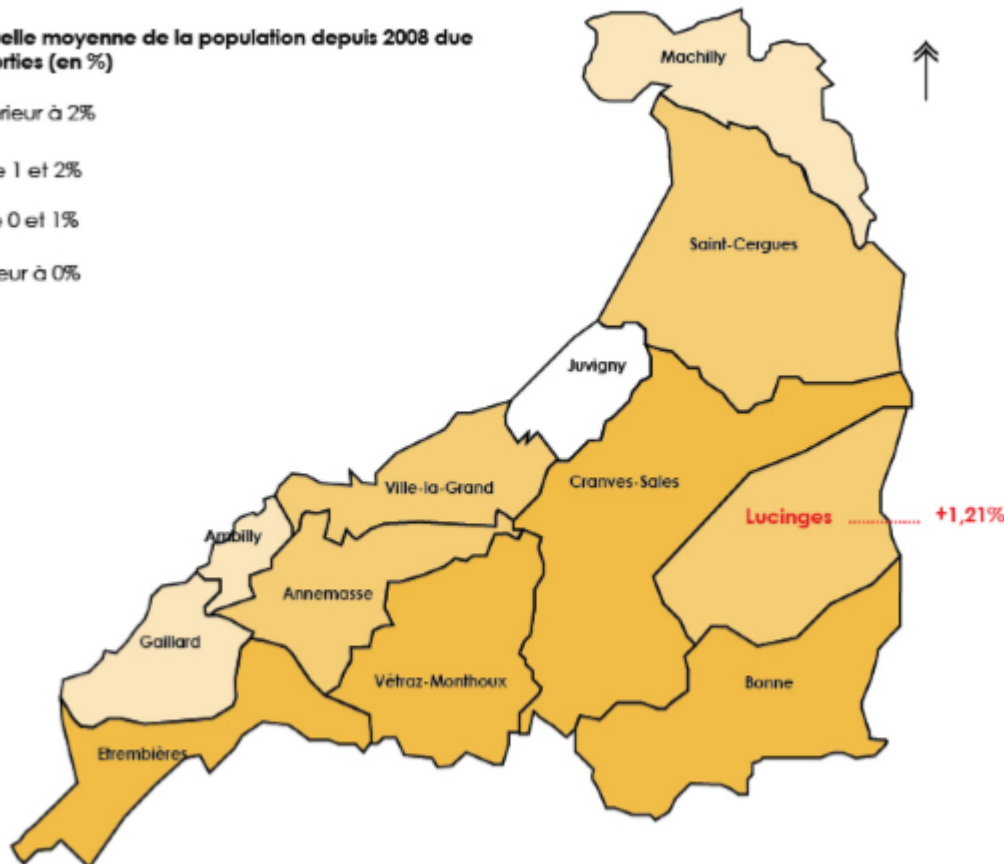 elle moyenne de la population depuis 2008 due
orties (en %)
rieur à 2%
e 1 et 2%
e 0 et 1%
eur à 0%
Machilly
Saint-Cergues
Juvigny
Ville-la-Grand
Cranves-Sales
Lucinges
+1,21%
Ambilly
Annemasse
Gaillard
Vétraz-Monthoux
Bonne
Etrembières